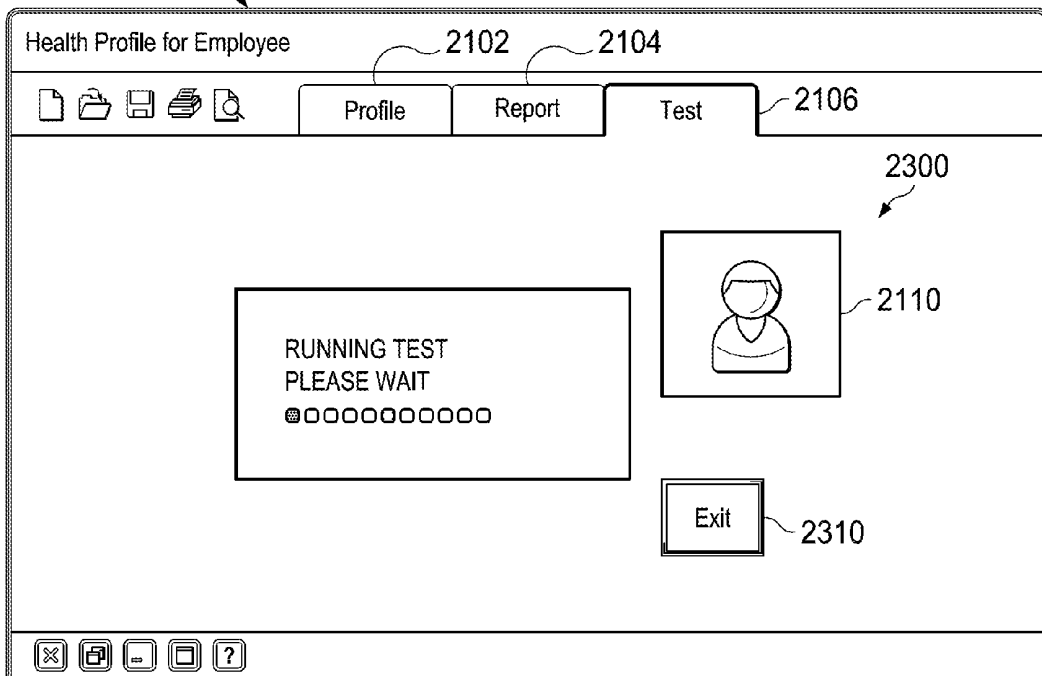 Health Profile for Employee
2102
2104
Profile
Report
Test
2106
2300
2110
RUNNING TEST
PLEASE WAIT
Exit
2310
?